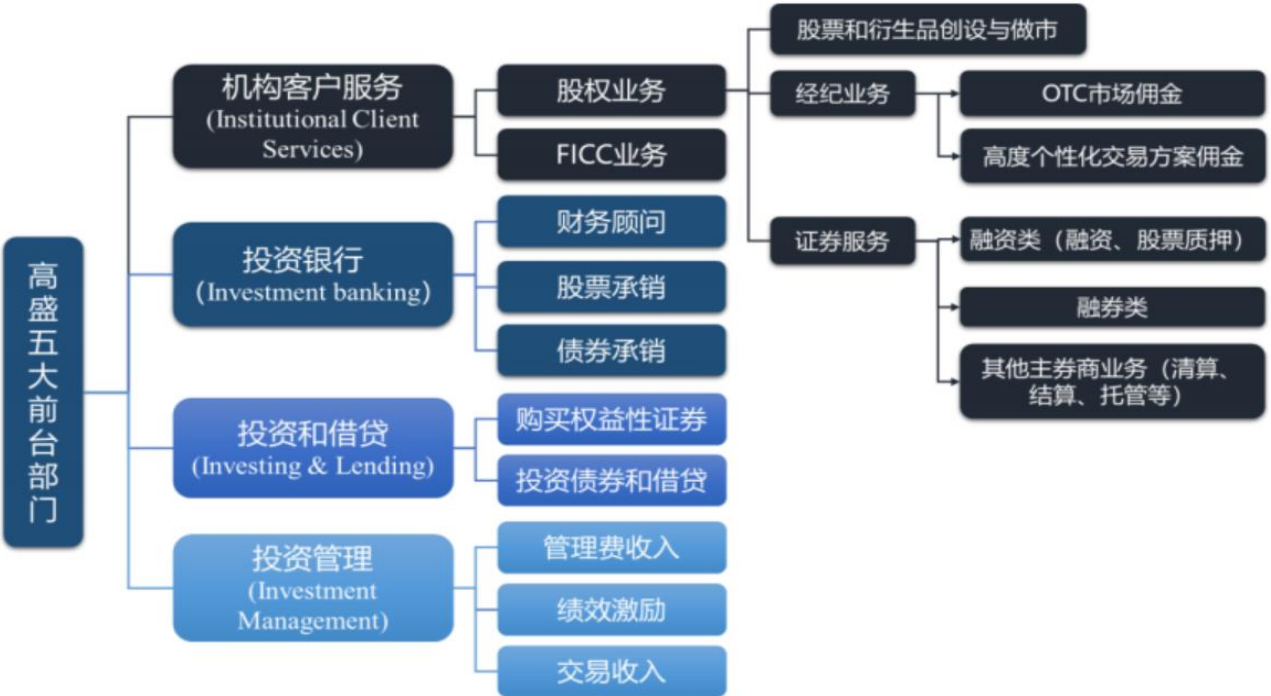 高盛五大前台部门
机构客户服务
(Institutional Client
Services)
股权业务
FICC业务
股票和衍生品创设与做市
经纪业务
OTC市场佣金
高度个性化交易方案佣金
证券服务
融资类（融资、股票质押）
融券类
其他主券商业务（清算、
结算、托管等）
投资银行
（Investment banking）
财务顾问
股票承销
债券承销
投资和借贷
(Investing & Lending)
购买权益性证券
投资债券和借贷
投资管理
(Investment
Management)
管理费收入
绩效激励
交易收入